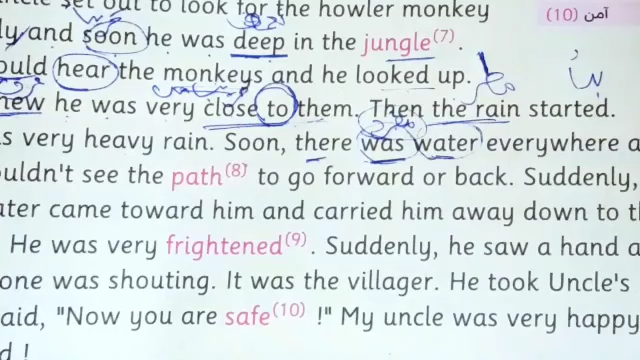 uncle set out to look for the howler monkey
آمن (10)
and soon he was deep in the jungle(7).
could hear the monkeys and he looked up.
knew he was very close to them. Then the rain started.
s very heavy rain. Soon, there was water everywhere a
uldn't see the path(8) to go forward or back. Suddenly,
ater came toward him and carried him away down to t
. He was very frightened(9). Suddenly, he saw a hand a
one was shouting. It was the villager. He took Uncle's
aid, "Now you are safe(10) !" My uncle was very happy
d !